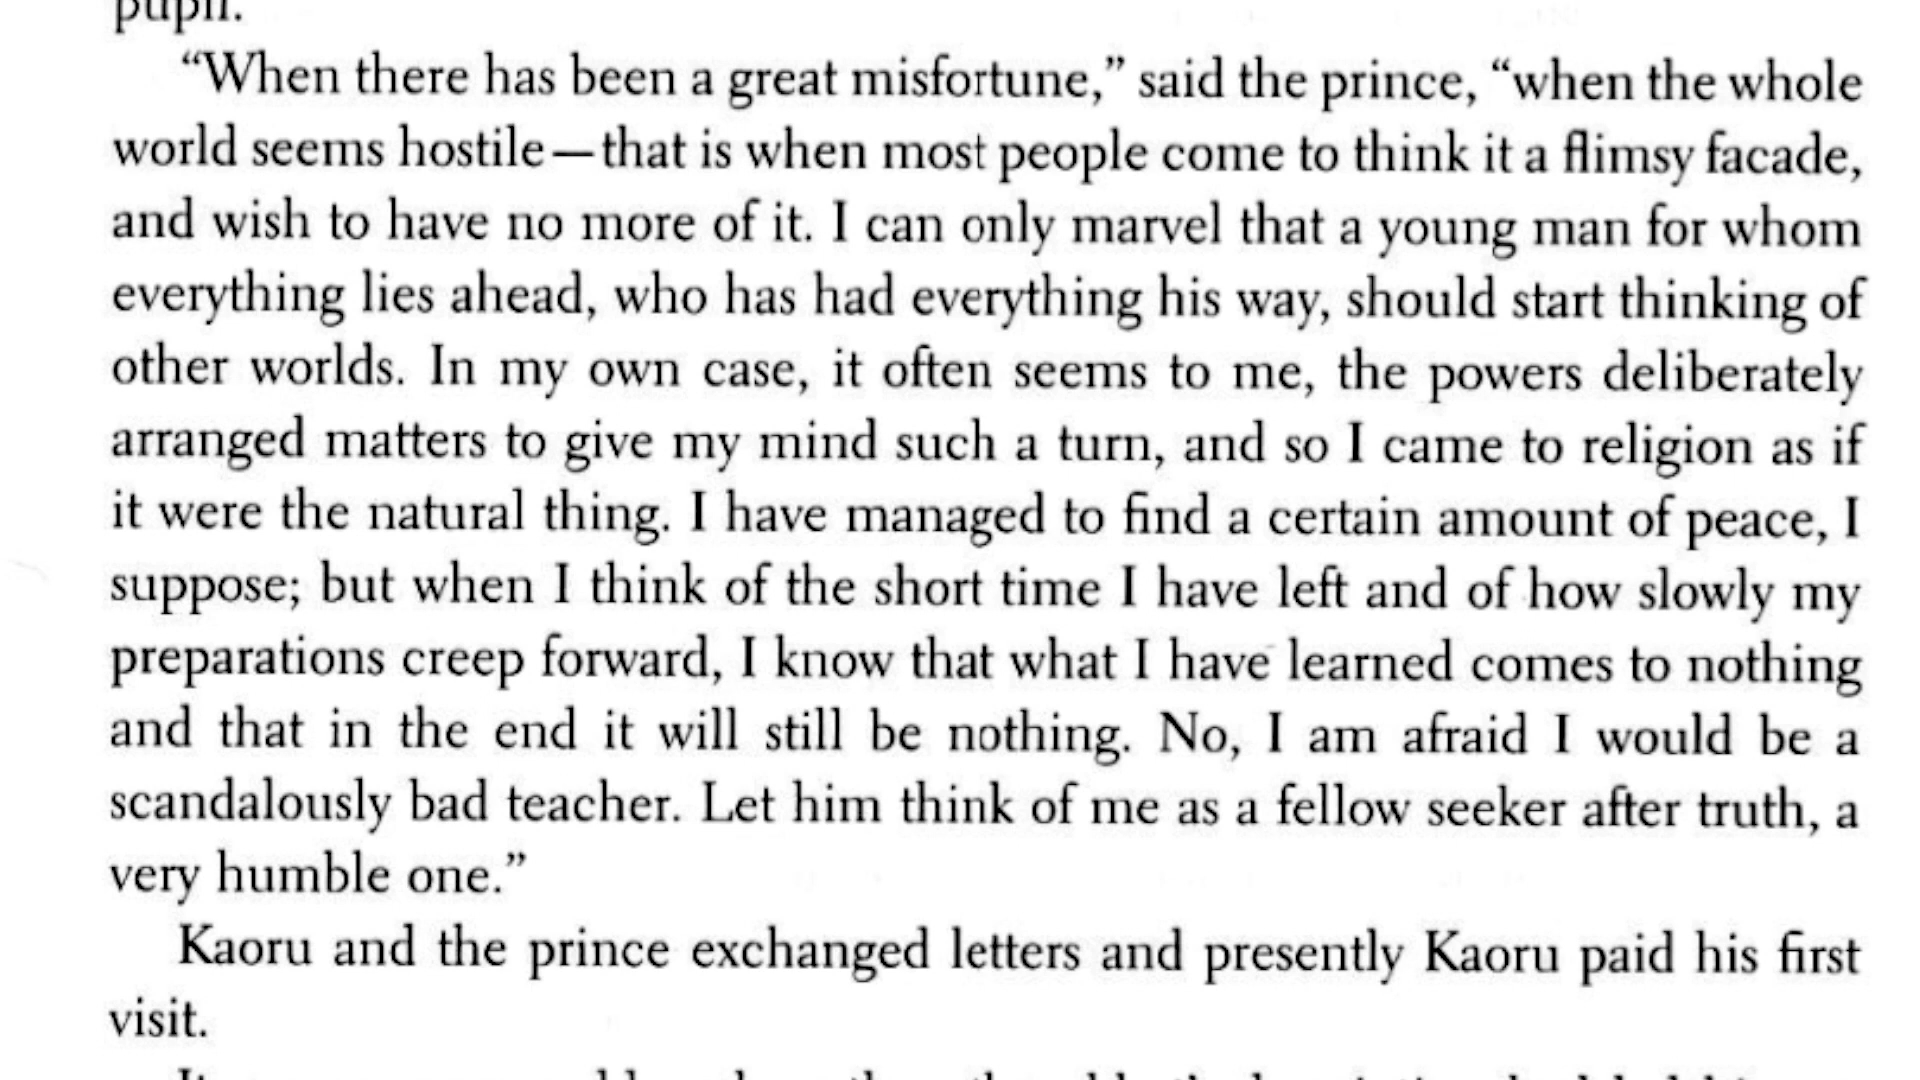 pupil.
“When there has been a great misfortune,” said the prince, “when the whole
world seems hostile—that is when most people come to think it a flimsy facade,
and wish to have no more of it. I can only marvel that a young man for whom
everything lies ahead, who has had everything his way, should start thinking of
other worlds. In my own case, it often seems to me, the powers deliberately
arranged matters to give my mind such a turn, and so I came to religion as if
it were the natural thing. I have managed to find a certain amount of peace, I
suppose; but when I think of the short time I have left and of how slowly my
preparations creep forward, I know that what I have learned comes to nothing
and that in the end it will still be nothing. No, I am afraid I would be a
scandalously bad teacher. Let him think of me as a fellow seeker after truth, a
very humble one.”
Kaoru and the prince exchanged letters and presently Kaoru paid his first
visit.